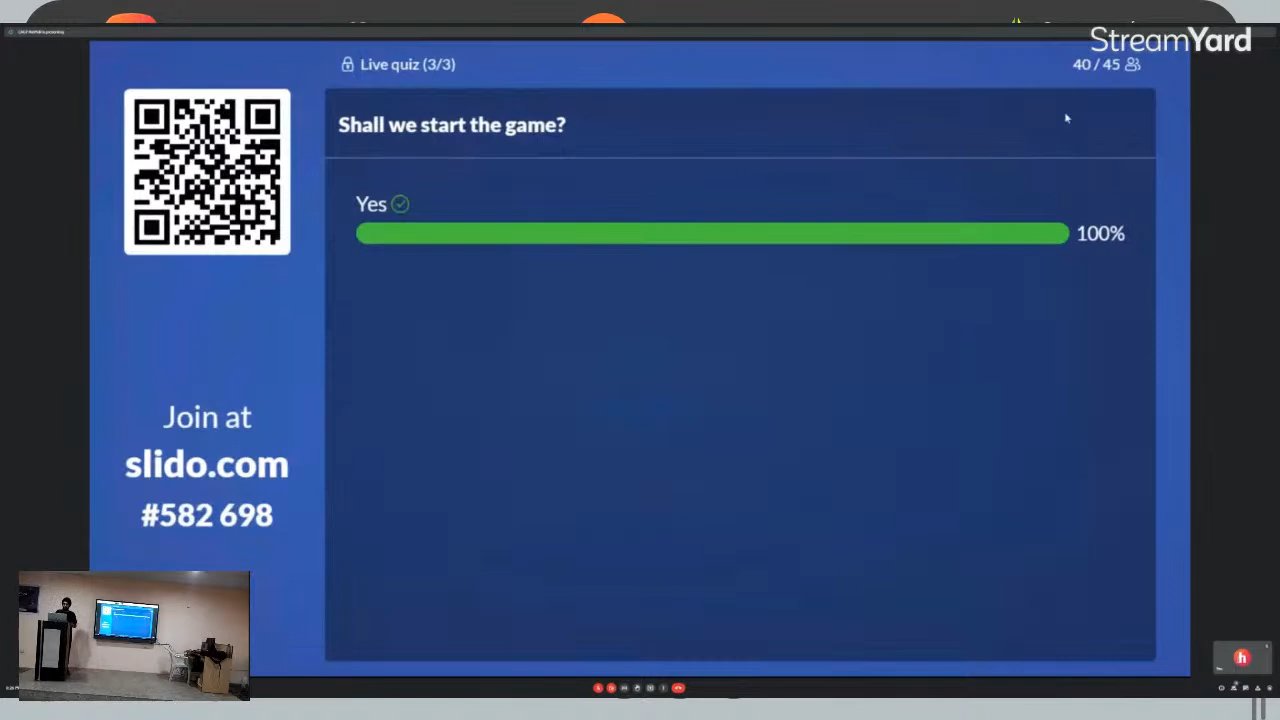 StreamYard
Live quiz (3/3)
40 / 45
Shall we start the game?
Yes
100%
Join at
slido.com
#582 698
h